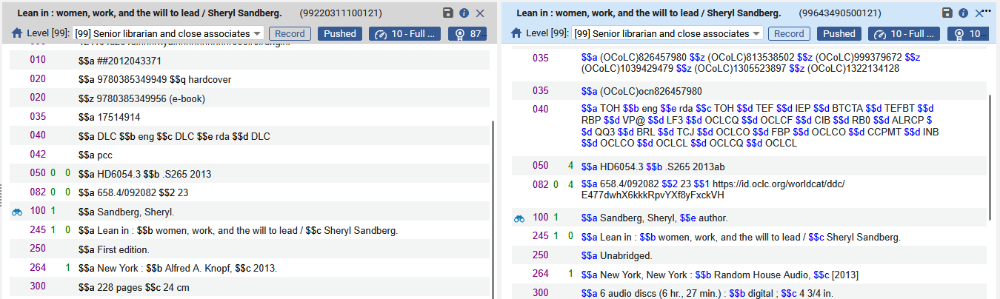 Lean in : women, work, and the will to lead / Sheryl Sandberg. (99220311100121)
Level [99]: [99] Senior librarian and close associates Record Pushed 10 - Full ... 87...
010 $$a ##2012043371
020 $$a 9780385349949 $$q hardcover
020 $$z 9780385349956 (e-book)
035 $$a 17514914
040 $$a DLC $$b eng $$c DLC $$e rda $$d DLC
042 $$a pcc
050 0 0 $$a HD6054.3 $$b .S265 2013
082 0 0 $$a 658.4/092082 $$2 23
100 1 $$a Sandberg, Sheryl.
245 1 0 $$a Lean in : $$b women, work, and the will to lead / $$c Sheryl Sandberg.
250 $$a First edition.
264 1 $$a New York : $$b Alfred A. Knopf, $$c 2013.
300 $$a 228 pages $$c 24 cm
Lean in : women, work, and the will to lead / Sheryl Sandberg. (99643490500121)
Level [99]: [99] Senior librarian and close associates Record Pushed 10 - Full ... 10...
035 $$a (OCoLC)826457980 $$z (OCoLC)813538502 $$z (OCoLC)999379672 $$z
(OCoLC)1039429479 $$z (OCoLC)1305523897 $$z (OCoLC)1322134128
035 $$a (OCoLC)ocn826457980
040 $$a TOH $$b eng $$e rda $$c TOH $$d TEF $$d IEP $$d BTCTA $$d TEFBT $$d
RBP $$d VP@ $$d LF3 $$d OCLCQ $$d OCLCF $$d CIB $$d RB0 $$d ALRCP $
$d QQ3 $$d BRL $$d TCJ $$d OCLCO $$d FBP $$d OCLCO $$d CCPMT $$d INB
$$d OCLCO $$d OCLCL $$d OCLCQ $$d OCLCL
050 4 $$a HD6054.3 $$b .S265 2013ab
082 0 4 $$a 658.4/092082 $$2 23 $$1 https://id.oclc.org/worldcat/ddc/
E477dwhX6kkkRpvYXf8yFxckVH
100 1 $$a Sandberg, Sheryl, $$e author.
245 1 0 $$a Lean in : $$b women, work, and the will to lead / $$c Sheryl Sandberg.
250 $$a Unabridged.
264 1 $$a New York, New York : $$b Random House Audio, $$c [2013]
300 $$a 6 audio discs (6 hr., 27 min.) : $$b digital ; $$c 4 3/4 in.